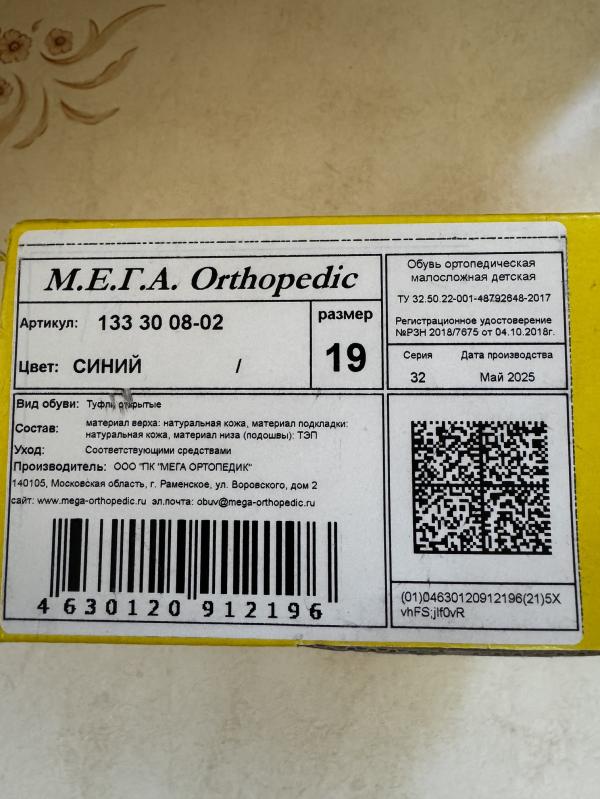 М.Е.Г.А. Orthopedic
Артикул: 133 30 08-02
Цвет: СИНИЙ /
размер
19
Обувь ортопедическая
малосложная детская
ТУ 32.50.22-001-48792648-2017
Регистрационное удостоверение
№РЗН 2018/7675 от 04.10.2018г.
Серия Дата производства
32 Май 2025
Вид обуви: Туфли открытые
Состав: материал верха: натуральная кожа, материал подкладки:
натуральная кожа, материал низа (подошвы): ТЭП
Уход: Соответствующими средствами
Производитель: ООО "ПК "МЕГА ОРТОПЕДИК"
140105, Московская область, г. Раменское, ул. Воровского, дом 2
сайт: www.mega-orthopedic.ru эл.почта: obuv@mega-orthopedic.ru
4 630120 912196
(01)04630120912196(21)5X
vhFS;jIf0vR